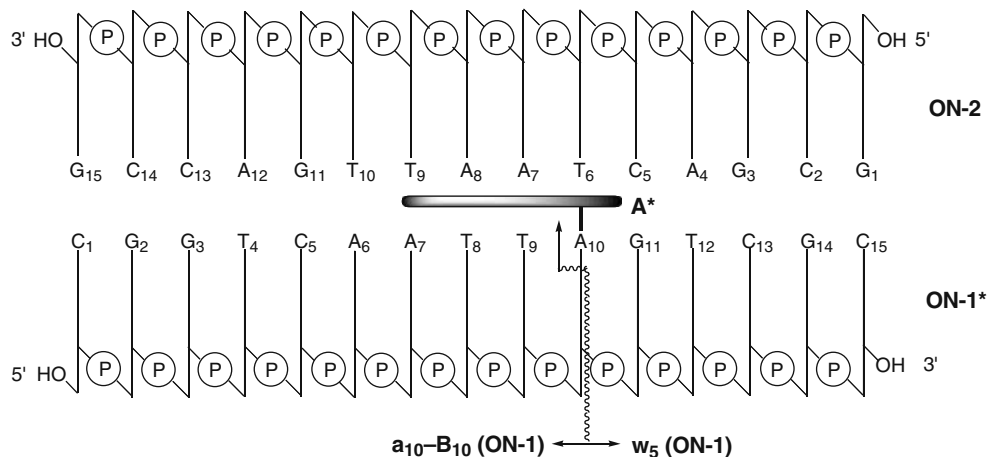 3' HO P P P P P P P P P P P P P P OH 5'
ON-2
G15 C14 C13 A12 G11 T10 T9 A8 A7 T6 C5 A4 G3 C2 G1
A*
C1 G2 G3 T4 C5 A6 A7 T8 T9 A10 G11 T12 C13 G14 C15
ON-1*
5' HO P P P P P P P P P P P P P P OH 3'
a10–B10 (ON-1) w5 (ON-1)